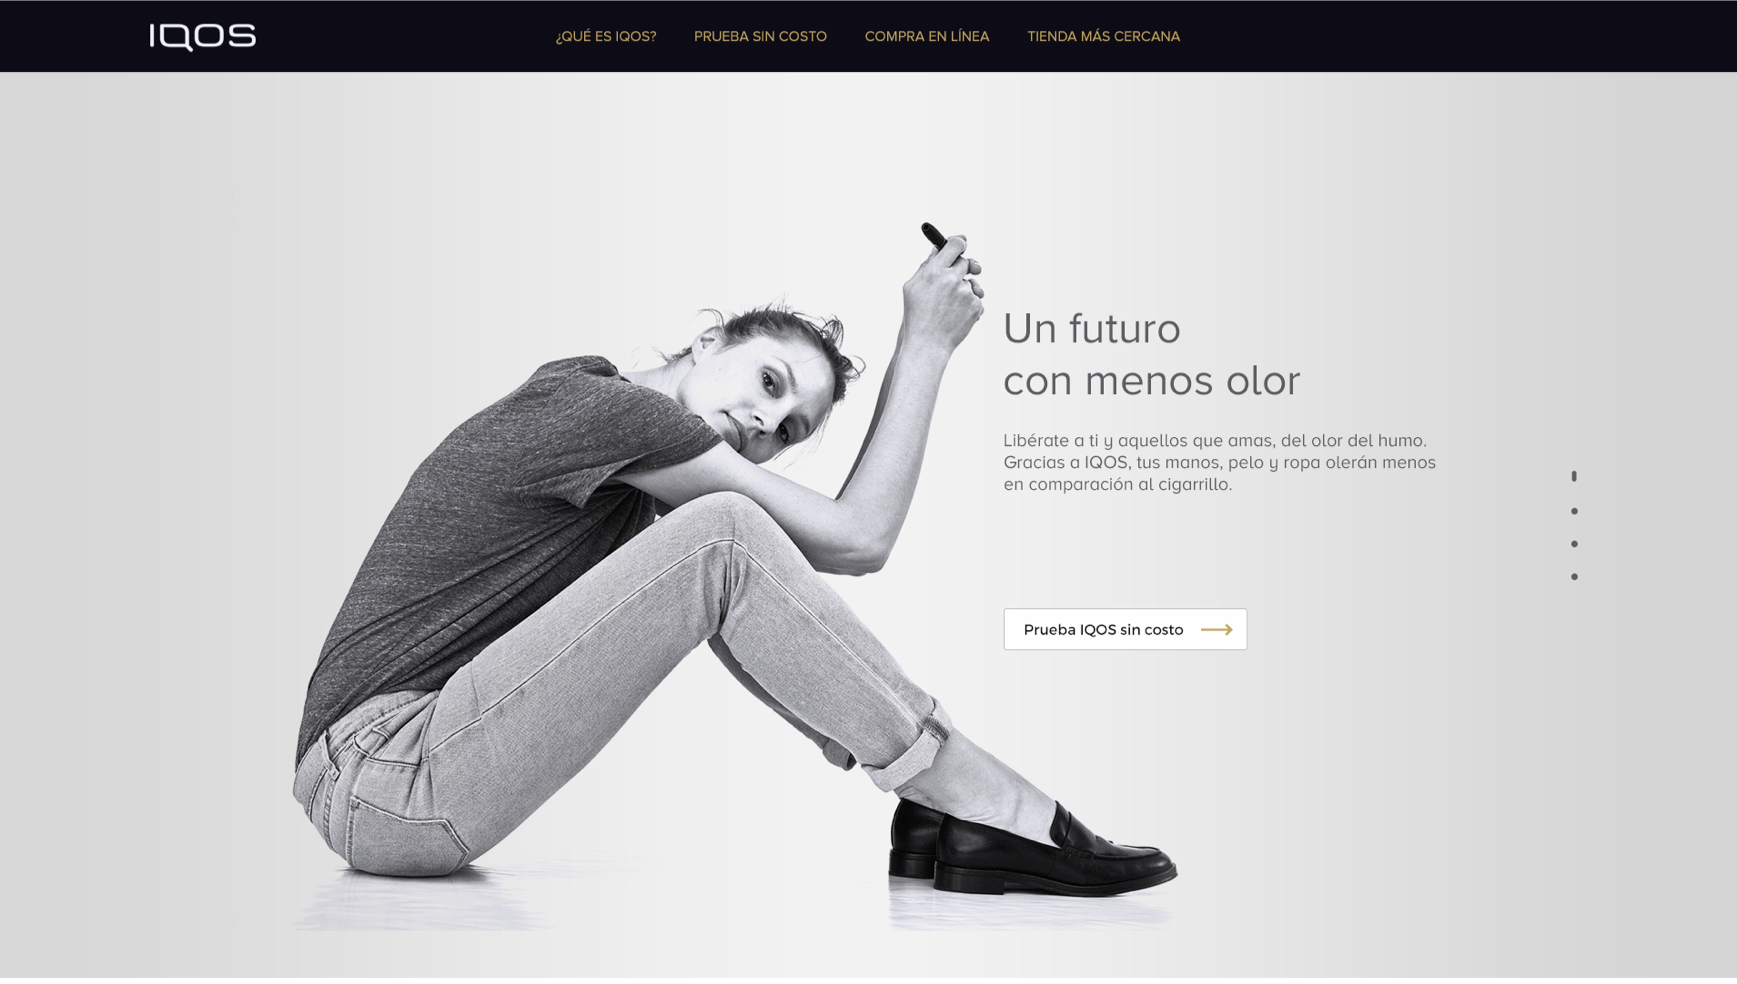 IQOS
¿QUÉ ES IQOS?
PRUEBA SIN COSTO
COMPRA EN LÍNEA
TIENDA MÁS CERCANA
Un futuro
con menos olor
Libérate a ti y aquellos que amas, del olor del humo.
Gracias a IQOS, tus manos, pelo y ropa olerán menos
en comparación al cigarrillo.
Prueba IQOS sin costo